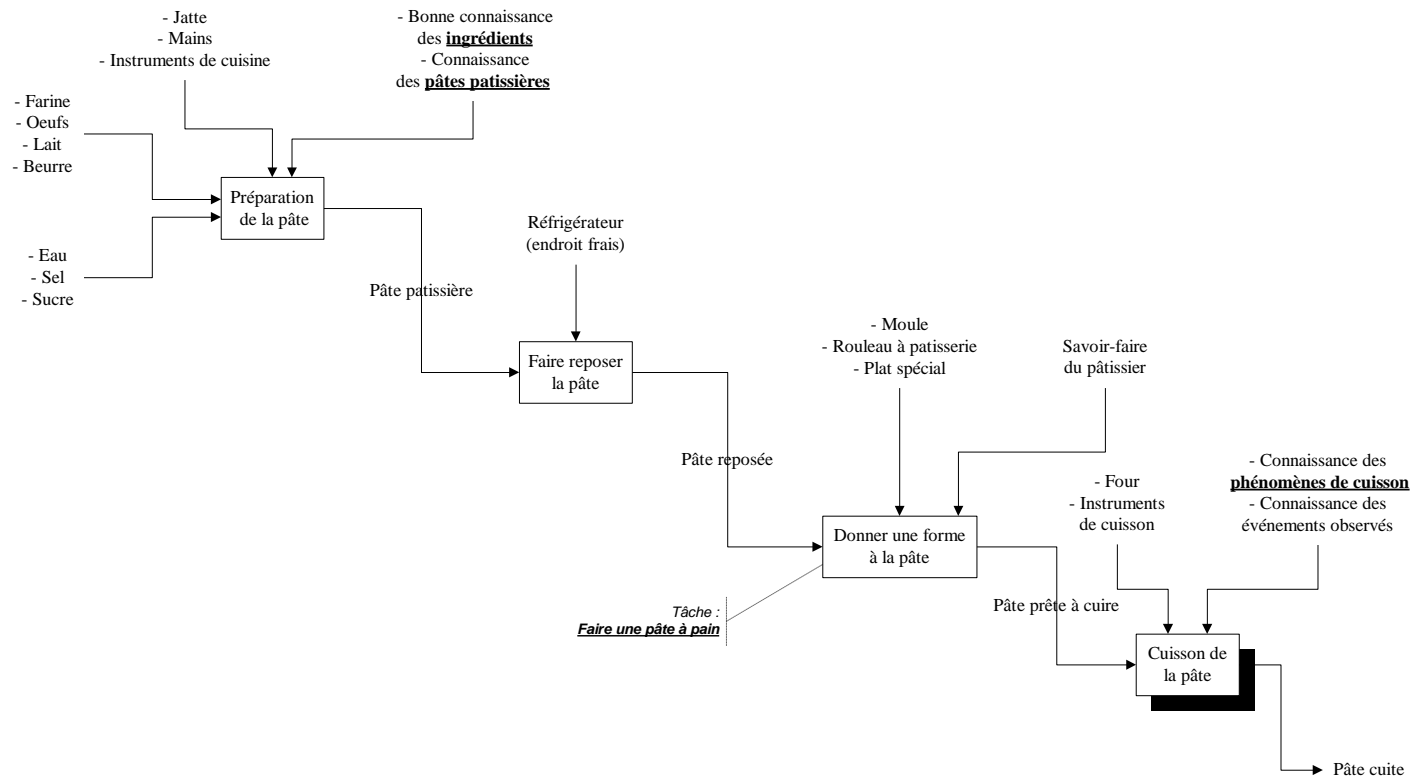 - Jatte
- Mains
- Instruments de cuisine
- Bonne connaissance
des ingrédients
- Connaissance
des pâtes patissières
- Farine
- Oeufs
- Lait
- Beurre
Préparation
de la pâte
- Eau
- Sel
- Sucre
Réfrigérateur
(endroit frais)
Pâte patissière
Faire reposer
la pâte
- Moule
- Rouleau à patisserie
- Plat spécial
Savoir-faire
du pâtissier
Pâte reposée
- Four
- Instruments
de cuisson
- Connaissance des
phénomènes de cuisson
- Connaissance des
événements observés
Donner une forme
à la pâte
Tâche :
Faire une pâte à pain
Pâte prête à cuire
Cuisson de
la pâte
Pâte cuite